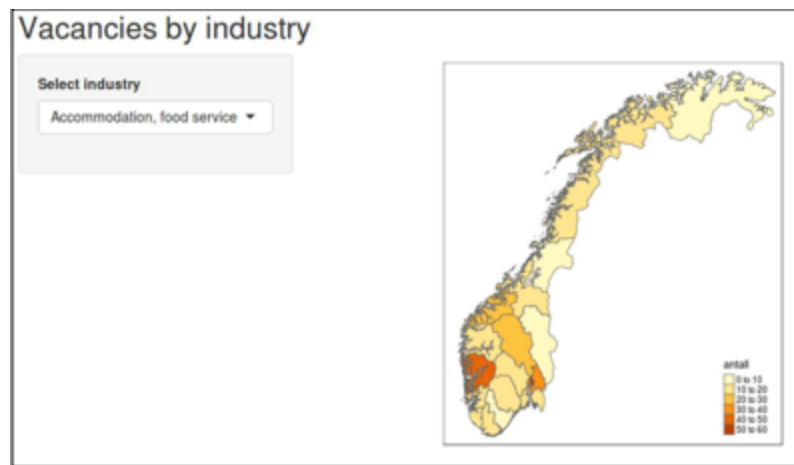 Vacancies by industry
Select industry
Accommodation, food service
antall
0 to 10
10 to 20
20 to 30
30 to 40
40 to 50
50 to 60